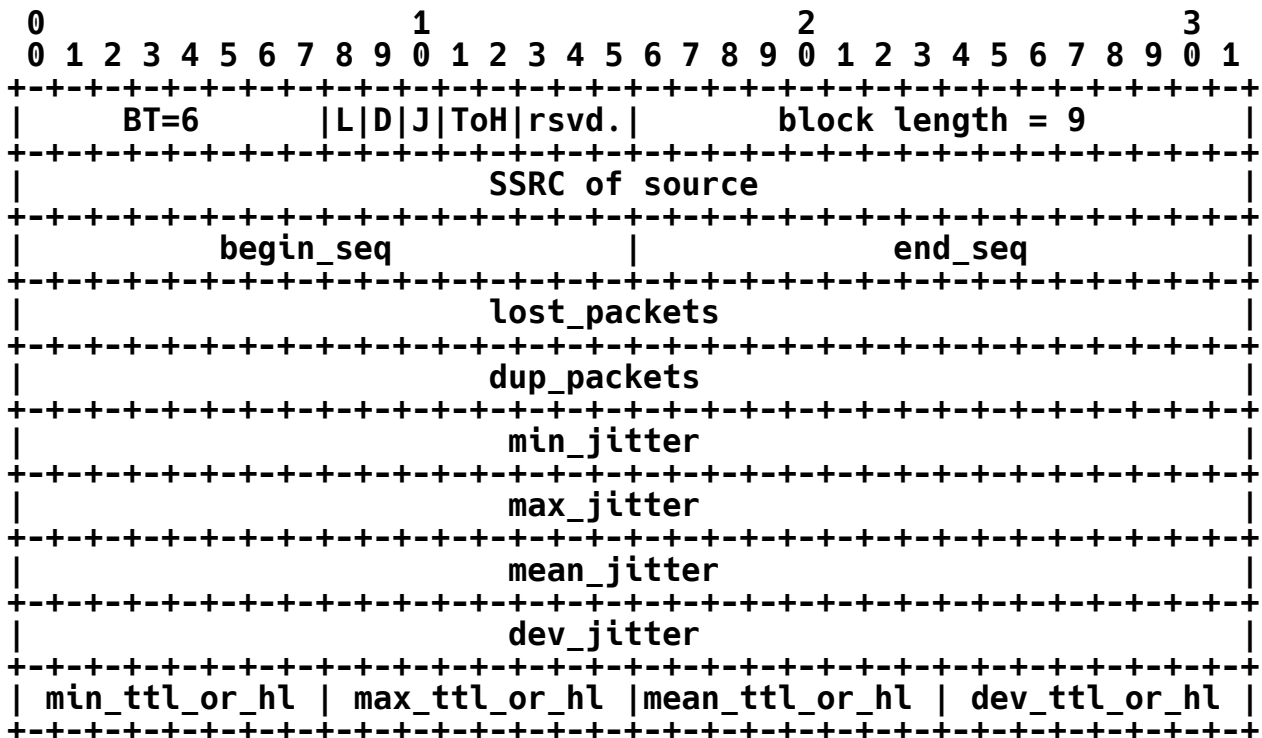 0                   1                   2                   3
 0 1 2 3 4 5 6 7 8 9 0 1 2 3 4 5 6 7 8 9 0 1 2 3 4 5 6 7 8 9 0 1
+-+-+-+-+-+-+-+-+-+-+-+-+-+-+-+-+-+-+-+-+-+-+-+-+-+-+-+-+-+-+-+-+
|     BT=6      |L|D|J|ToH|rsvd.|       block length = 9        |
+-+-+-+-+-+-+-+-+-+-+-+-+-+-+-+-+-+-+-+-+-+-+-+-+-+-+-+-+-+-+-+-+
|                        SSRC of source                         |
+-+-+-+-+-+-+-+-+-+-+-+-+-+-+-+-+-+-+-+-+-+-+-+-+-+-+-+-+-+-+-+-+
|          begin_seq            |             end_seq           |
+-+-+-+-+-+-+-+-+-+-+-+-+-+-+-+-+-+-+-+-+-+-+-+-+-+-+-+-+-+-+-+-+
|                        lost_packets                           |
+-+-+-+-+-+-+-+-+-+-+-+-+-+-+-+-+-+-+-+-+-+-+-+-+-+-+-+-+-+-+-+-+
|                        dup_packets                            |
+-+-+-+-+-+-+-+-+-+-+-+-+-+-+-+-+-+-+-+-+-+-+-+-+-+-+-+-+-+-+-+-+
|                         min_jitter                            |
+-+-+-+-+-+-+-+-+-+-+-+-+-+-+-+-+-+-+-+-+-+-+-+-+-+-+-+-+-+-+-+-+
|                         max_jitter                            |
+-+-+-+-+-+-+-+-+-+-+-+-+-+-+-+-+-+-+-+-+-+-+-+-+-+-+-+-+-+-+-+-+
|                         mean_jitter                           |
+-+-+-+-+-+-+-+-+-+-+-+-+-+-+-+-+-+-+-+-+-+-+-+-+-+-+-+-+-+-+-+-+
|                         dev_jitter                            |
+-+-+-+-+-+-+-+-+-+-+-+-+-+-+-+-+-+-+-+-+-+-+-+-+-+-+-+-+-+-+-+-+
| min_ttl_or_hl | max_ttl_or_hl |mean_ttl_or_hl | dev_ttl_or_hl |
+-+-+-+-+-+-+-+-+-+-+-+-+-+-+-+-+-+-+-+-+-+-+-+-+-+-+-+-+-+-+-+-+